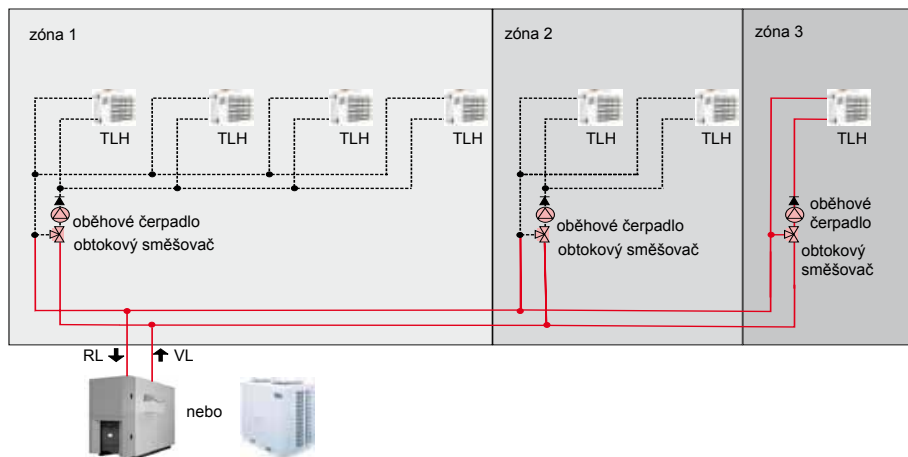 zóna 1
zóna 2
zóna 3
TLH
TLH
TLH
TLH
TLH
TLH
TLH
oběhové čerpadlo
obtokový směšovač
oběhové čerpadlo
obtokový směšovač
oběhové
čerpadlo
obtokový
směšovač
RL
VL
nebo